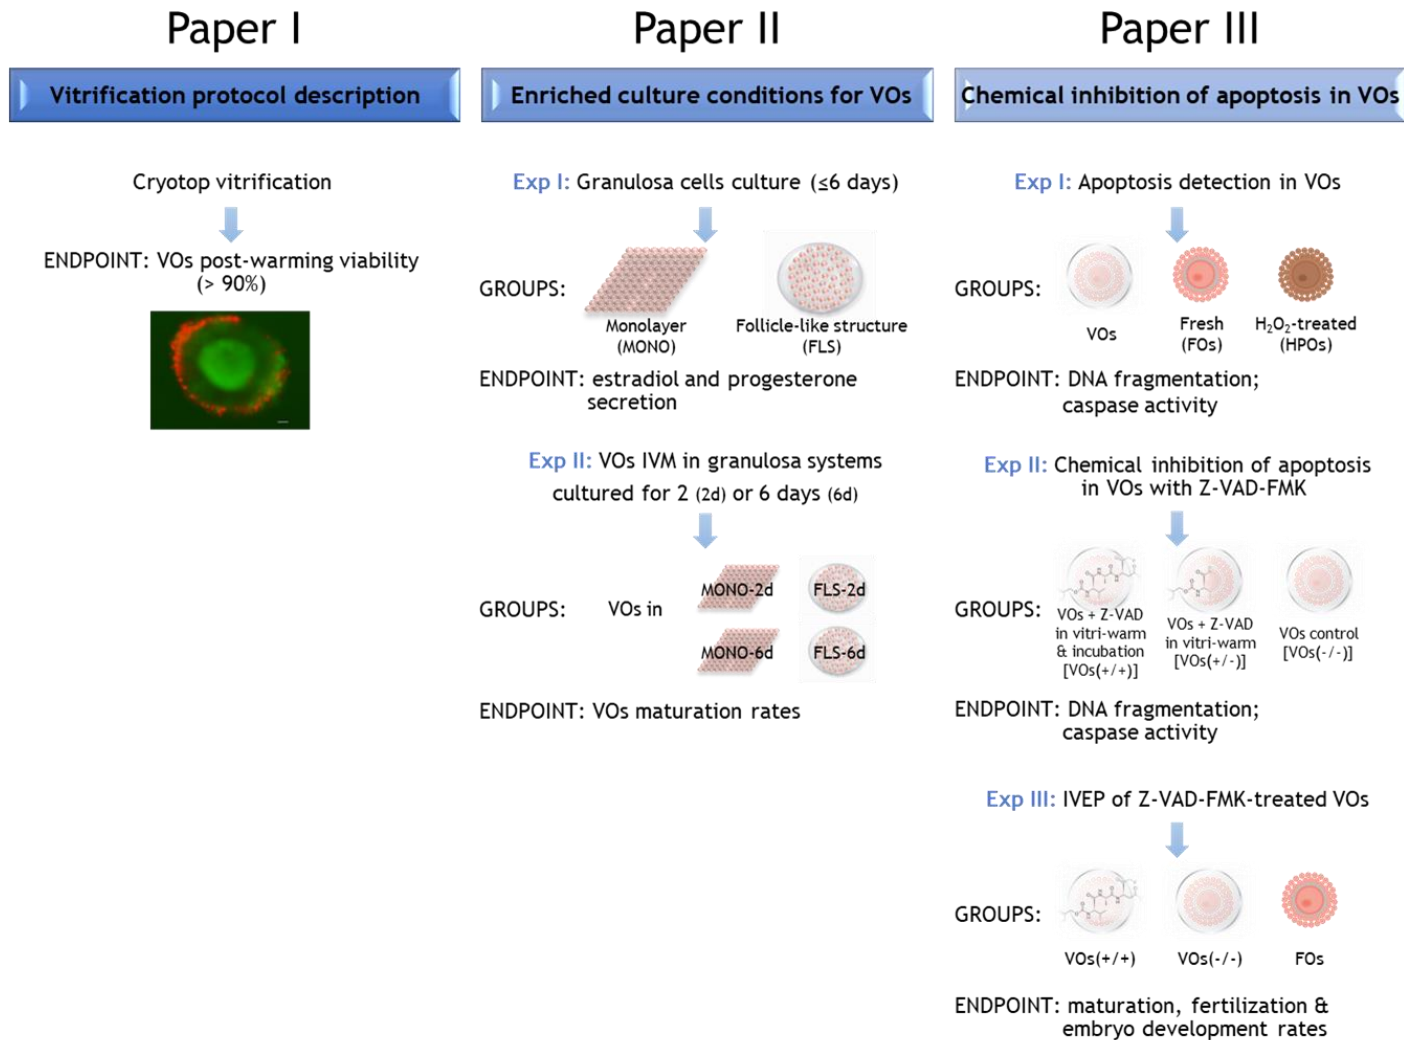 Paper I
Vitrification protocol description
Cryotop vitrification
ENDPOINT: VOs post-warming viability
(> 90%)
Paper II
Enriched culture conditions for VOs
Exp I: Granulosa cells culture (≤6 days)
GROUPS:
Monolayer
(MONO)
Follicle-like structure
(FLS)
ENDPOINT: estradiol and progesterone
secretion
Exp II: VOs IVM in granulosa systems
cultured for 2 (2d) or 6 days (6d)
GROUPS:
VOs in
MONO-2d
FLS-2d
MONO-6d
FLS-6d
ENDPOINT: VOs maturation rates
Paper III
Chemical inhibition of apoptosis in VOs
Exp I: Apoptosis detection in VOs
GROUPS:
VOs
Fresh
(FOs)
H₂O₂-treated
(HPOs)
ENDPOINT: DNA fragmentation;
caspase activity
Exp II: Chemical inhibition of apoptosis
in VOs with Z-VAD-FMK
GROUPS:
VOs + Z-VAD
in vitri-warm
& incubation
[VOs(+/+)]
VOs + Z-VAD
in vitri-warm
[VOs(+/-)]
VOs control
[VOs(-/-)]
ENDPOINT: DNA fragmentation;
caspase activity
Exp III: IVEP of Z-VAD-FMK-treated VOs
GROUPS:
VOs(+/+)
VOs(-/-)
FOs
ENDPOINT: maturation, fertilization &
embryo development rates